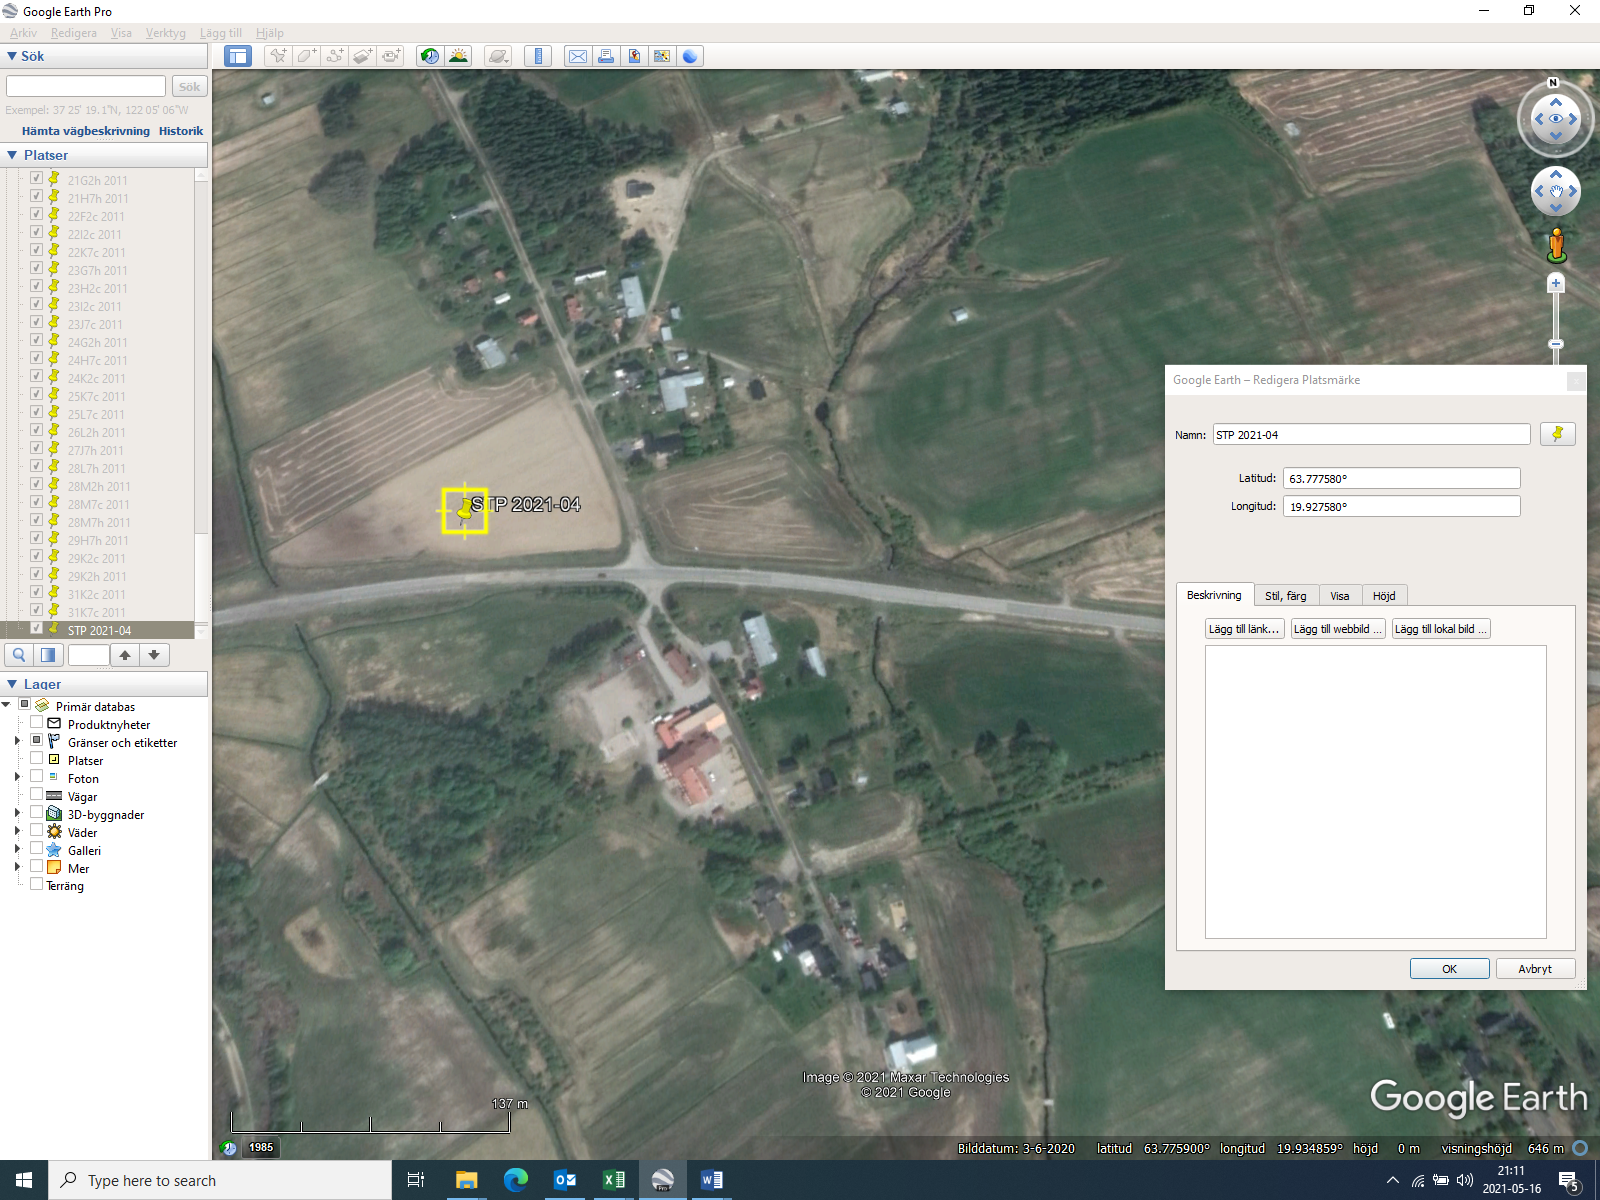 Google Earth Pro
Arkiv Redigera Visa Verktyg Lägg till Hjälp
Sök
Sök
Exempel: 37 25' 19.1"N, 122 05' 06"W
Hämta vägbeskrivning Historik
Platser
21G2h 2011
21H7h 2011
22F2c 2011
22I2c 2011
22K7c 2011
23G7h 2011
23H2c 2011
23I2c 2011
23J7c 2011
24G2h 2011
24H7c 2011
24K2c 2011
25K7c 2011
25L7c 2011
26L2h 2011
27J7h 2011
28L7h 2011
28M2h 2011
28M7c 2011
28M7h 2011
29H7h 2011
29K2c 2011
29K2h 2011
31K2c 2011
31K7c 2011
STP 2021-04
Lager
Primär databas
Produktnyheter
Gränser och etiketter
Platser
Foton
Vägar
3D-byggnader
Väder
Galleri
Mer
Terräng
STP 2021-04
N
Google Earth – Redigera Platsmärke
Namn: STP 2021-04
Latitud: 63.777580°
Longitud: 19.927580°
Beskrivning Stil, färg Visa Höjd
Lägg till länk... Lägg till webbild ... Lägg till lokal bild ...
OK Avbryt
Image © 2021 Maxar Technologies
© 2021 Google
Google Earth
137 m
1985
Bilddatum: 3-6-2020 latitud 63.775900° longitud 19.934859° höjd 0 m visningshöjd 646 m
Type here to search
21:11
2021-05-16
5